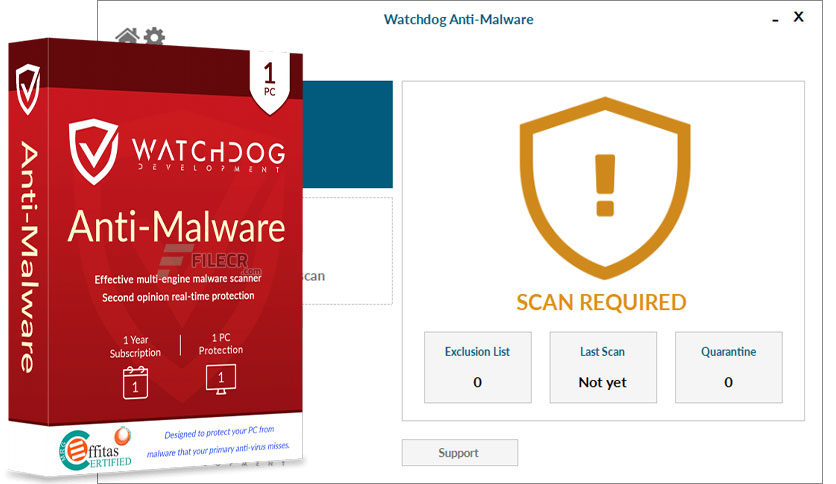 Watchdog Anti-Malware
1
PC
WATCHDOG
DEVELOPMENT
Anti-Malware
Anti-Malware
FILECR
.com
Effective multi-engine malware scanner
Second opinion real-time protection
1 Year
Subscription
1 PC
Protection
1
1
effitas
CERTIFIED
Designed to protect your PC from
malware that your primary anti-virus misses.
scan
SCAN REQUIRED
Exclusion List
0
Last Scan
Not yet
Quarantine
0
Support